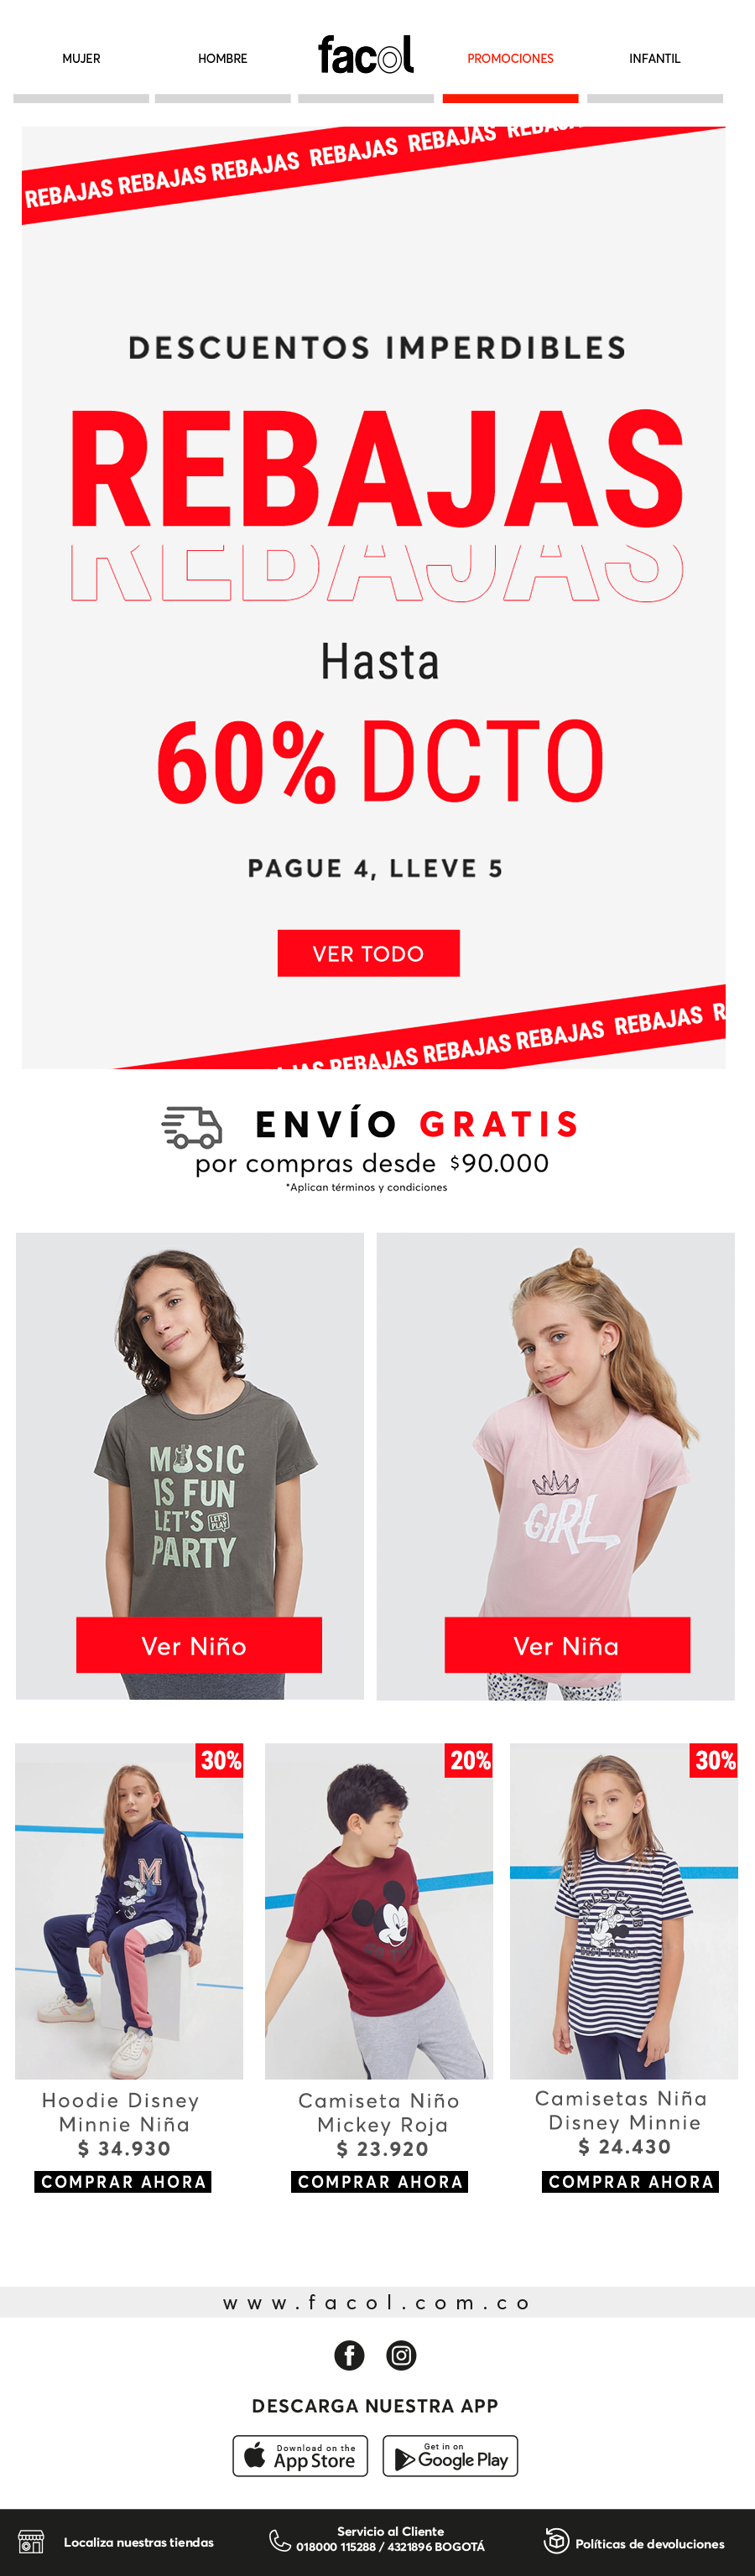 MUJER
HOMBRE
facol
PROMOCIONES
INFANTIL
REBAJAS REBAJAS REBAJAS REBAJAS REBAJAS REBAJAS
DESCUENTOS IMPERDIBLES
REBAJAS
REBAJAS
Hasta
60% DCTO
PAGUE 4, LLEVE 5
VER TODO
REBAJAS REBAJAS REBAJAS REBAJAS
ENVÍO GRATIS
por compras desde $90.000
*Aplican términos y condiciones
MUSIC
IS FUN
LET'S LET'S PLAY
PARTY
GIRL
Ver Niño
Ver Niña
30%
20%
30%
M
Hoodie Disney
Minnie Niña
$ 34.930
COMPRAR AHORA
Camiseta Niño
Mickey Roja
$ 23.920
COMPRAR AHORA
Camisetas Niña
Disney Minnie
$ 24.430
COMPRAR AHORA
www.facol.com.co
DESCARGA NUESTRA APP
Download on the
App Store
Get in on
Google Play
Localiza nuestras tiendas
Servicio al Cliente
018000 115288 / 4321896 BOGOTÁ
Políticas de devoluciones